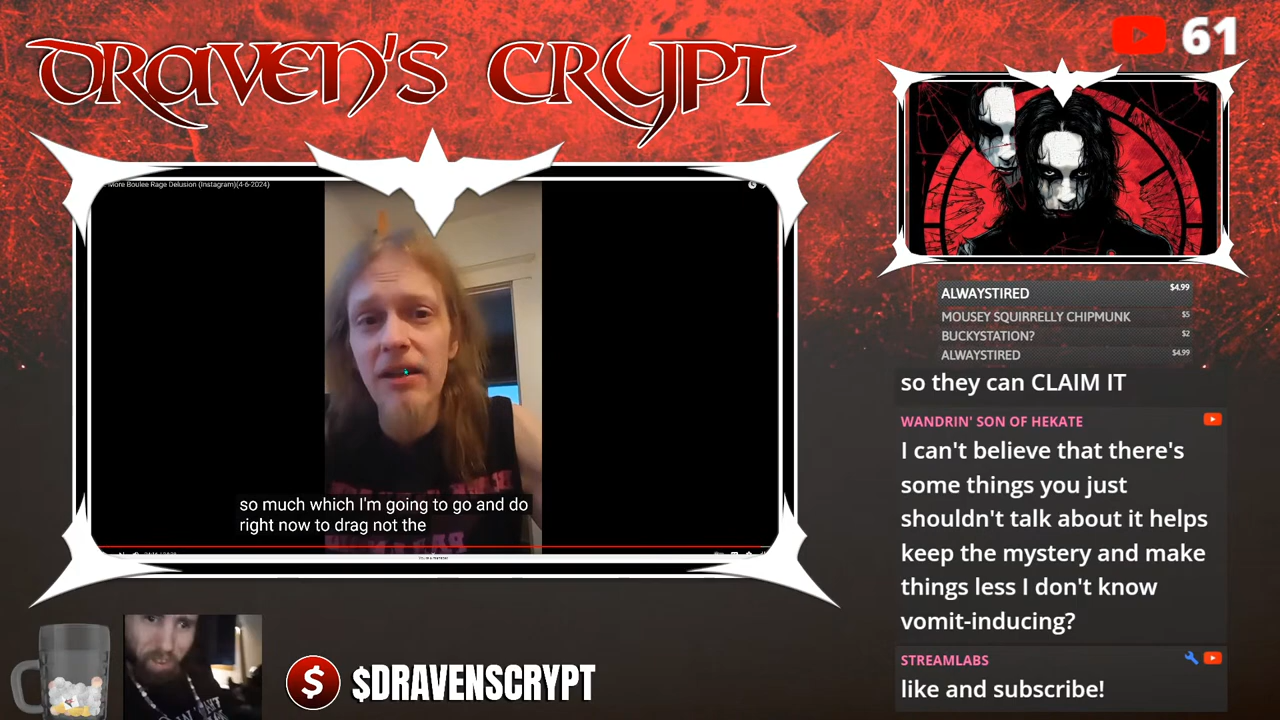 DRAVEN'S CRYPT
61
More Boulee Rage Delusion (Instagram)(4-6-2024)
so much which I'm going to go and do
right now to drag not the
$DRAVENSCRYPT
ALWAYSTIRED $4.99
MOUSEY SQUIRRELLY CHIPMUNK $5
BUCKYSTATION? $2
ALWAYSTIRED $4.99
so they can CLAIM IT
WANDRIN' SON OF HEKATE
I can't believe that there's
some things you just
shouldn't talk about it helps
keep the mystery and make
things less I don't know
vomit-inducing?
STREAMLABS
like and subscribe!